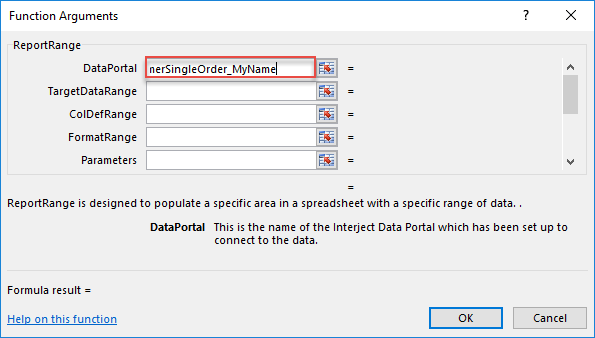 Function Arguments
?
ReportRange
DataPortal nerSingleOrder_MyName =
TargetDataRange =
ColDefRange =
FormatRange =
Parameters =
=
ReportRange is designed to populate a specific area in a spreadsheet with a specific range of data. .
DataPortal This is the name of the Interject Data Portal which has been set up to
connect to the data.
Formula result =
Help on this function
OK Cancel